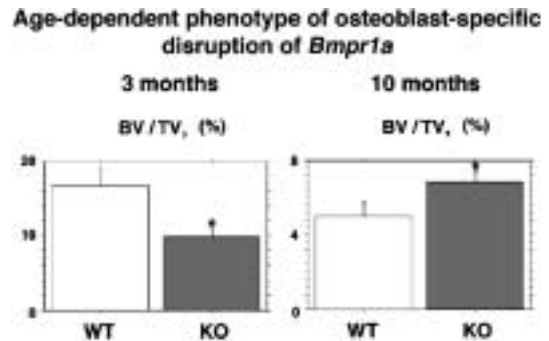 Age-dependent phenotype of osteoblast-specific
disruption of Bmpr1a
3 months
10 months
BV/TV, (%)
BV/TV, (%)
20
10
0
WT
KO
*
8
4
0
WT
KO
*